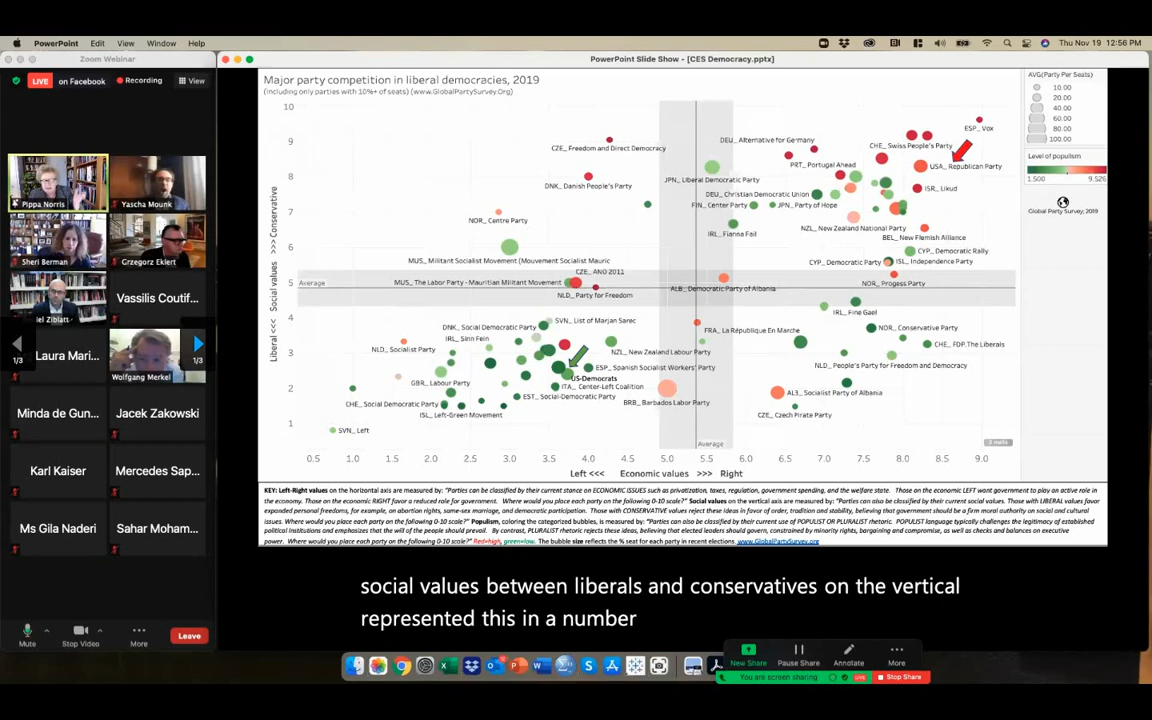 PowerPoint Edit View Window Help
Thu Nov 19 12:56 PM
Zoom Webinar
PowerPoint Slide Show - [CES Democracy.pptx]
LIVE on Facebook Recording View
Pippa Norris
Yascha Mounk
Sheri Berman
Grzegorz Ekiert
iel Ziblatt
Vassilis Coutif...
Laura Mari...
1/3
1/3
Wolfgang Merkel
Minda de Gun...
Jacek Zakowski
Karl Kaiser
Mercedes Sap...
Ms Gila Naderi
Sahar Moham...
Mute
Stop Video
More
Leave
Major party competition in liberal democracies, 2019
(including only parties with 10%+ of seats) (www.GlobalPartySurvey.Org)
AVG(Party Per Seats)
10.00
20.00
40.00
60.00
80.00
100.00
Level of populism
1.500 9.526
Global Party Survey, 2019
10
9
8
7
6
5
4
3
2
1
Liberal <<< Social values >>> Conservative
ESP_ Vox
DEU_ Alternative for Germany
CZE_ Freedom and Direct Democracy
CHE_ Swiss People's Party
PRT_ Portugal Ahead
USA_ Republican Party
JPN_ Liberal Democratic Party
DNK_ Danish People's Party
ISR_ Likud
DEU_ Christian Democratic Union
FIN_ Center Party
JPN_ Party of Hope
NOR_ Centre Party
IRL_ Fianna Fail
NZL_ New Zealand National Party
BEL_ New Flemish Alliance
CYP_ Democratic Rally
MUS_ Militant Socialist Movement (Mouvement Socialist Mauric
CYP_ Democratic Party
ISL_ Independence Party
CZE_ ANO 2011
Average
MUS_ The Labor Party - Mauritian Militant Movement
ALB_ Democratic Party of Albania
NOR_ Progess Party
NLD_ Party for Freedom
IRL_ Fine Gael
SVN_ List of Marjan Sarec
DNK_ Social Democratic Party
FRA_ La République En Marche
NOR_ Conservative Party
IRL_ Sinn Fein
CHE_ FDP.The Liberals
NLD_ Socialist Party
NZL_ New Zealand Labour Party
NLD_ People's Party for Freedom and Democracy
ESP_ Spanish Socialist Workers' Party
US-Democrats
GBR_ Labour Party
ITA_ Center-Left Coalition
ALB_ Socialist Party of Albania
EST_ Social-Democratic Party
CHE_ Social Democratic Party
BRB_ Barbados Labor Party
ISL_ Left-Green Movement
CZE_ Czech Pirate Party
SVN_ Left
2 nulls
Average
0.5 1.0 1.5 2.0 2.5 3.0 3.5 4.0 4.5 5.0 5.5 6.0 6.5 7.0 7.5 8.0 8.5 9.0
Left <<< Economic values >>> Right
KEY: Left-Right values on the horizontal axis are measured by: "Parties can be classified by their current stance on ECONOMIC ISSUES such as privatization, taxes, regulation, government spending, and the welfare state. Those on the economic LEFT want government to play an active role in
the economy. Those on the economic RIGHT favor a reduced role for government. Where would you place each party on the following 0-10 scale?" Social values on the vertical axis are measured by: "Parties can also be classified by their current social values. Those with LIBERAL values favor
expanded personal freedoms, for example, on abortion rights, same-sex marriage, and democratic participation. Those with CONSERVATIVE values reject these ideas in favor of order, tradition and stability, believing that government should be a firm moral authority on social and cultural
issues. Where would you place each party on the following 0-10 scale?" Populism, coloring the categorized bubbles, is measured by: "Parties can also be classified by their current use of POPULIST OR PLURALIST rhetoric. POPULIST language typically challenges the legitimacy of established
political institutions and emphasizes that the will of the people should prevail. By contrast, PLURALIST rhetoric rejects these ideas, believing that elected leaders should govern, constrained by minority rights, bargaining and compromise, as well as checks and balances on executive
power. Where would you place each party on the following 0-10 scale?" Red=high, green=low. The bubble size reflects the % seat for each party in recent elections. www.GlobalPartySurvey.org
social values between liberals and conservatives on the vertical
represented this in a number
New Share
Pause Share
Annotate
More
You are screen sharing LIVE Stop Share